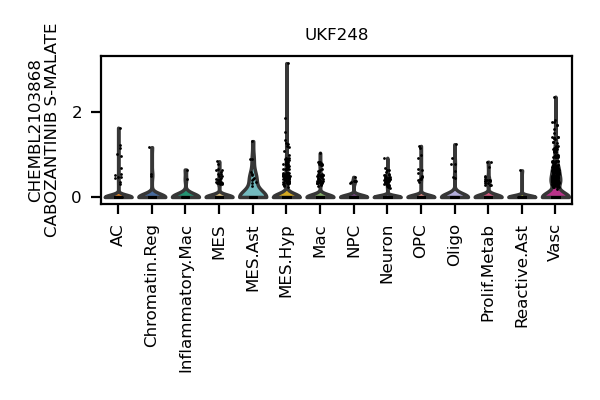 UKF248
CHEMBL2103868
CABOZANTINIB S-MALATE
2
0
AC
Chromatin.Reg
Inflammatory.Mac
MES
MES.Ast
MES.Hyp
Mac
NPC
Neuron
OPC
Oligo
Prolif.Metab
Reactive.Ast
Vasc